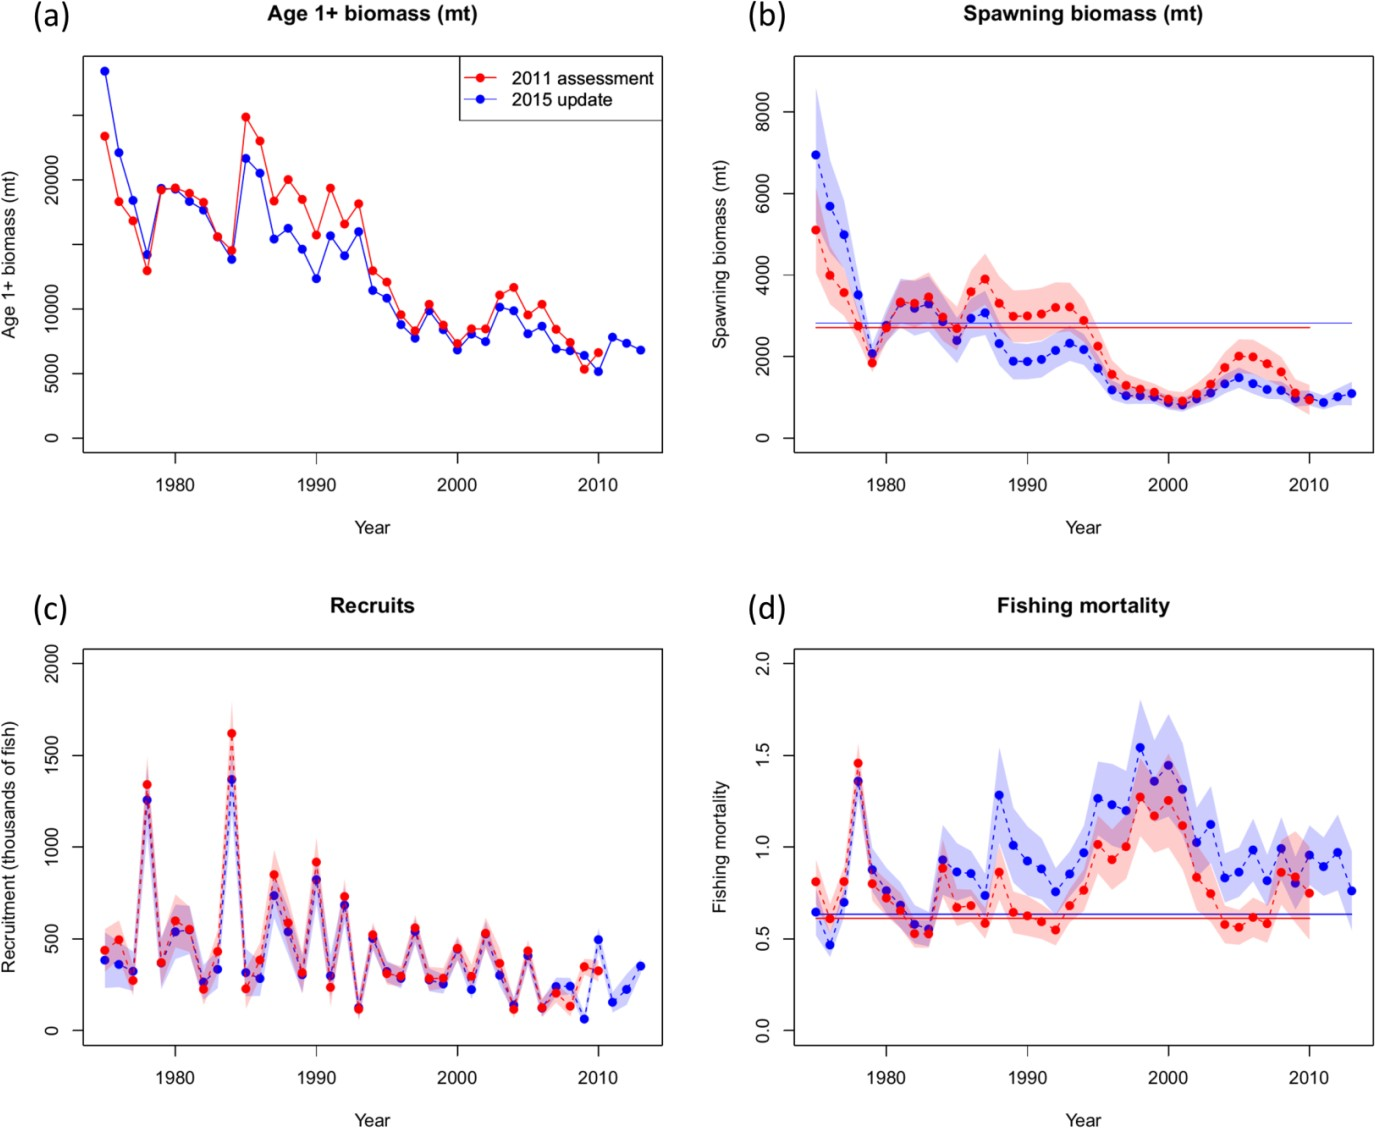 (a)
Age 1+ biomass (mt)
Age 1+ biomass (mt)
20000
10000
5000
0
2011 assessment
2015 update
1980 1990 2000 2010
Year
(b)
Spawning biomass (mt)
Spawning biomass (mt)
8000
6000
4000
2000
0
1980 1990 2000 2010
Year
(c)
Recruits
Recruitment (thousands of fish)
2000
1500
1000
500
0
1980 1990 2000 2010
Year
(d)
Fishing mortality
Fishing mortality
2.0
1.5
1.0
0.5
0.0
1980 1990 2000 2010
Year